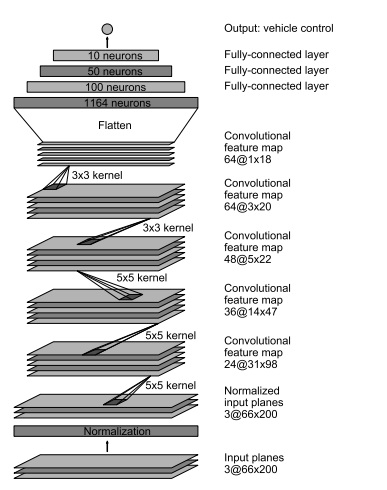 Output: vehicle control
10 neurons
Fully-connected layer
50 neurons
Fully-connected layer
100 neurons
Fully-connected layer
1164 neurons
Flatten
Convolutional
feature map
64@1x18
3x3 kernel
Convolutional
feature map
64@3x20
3x3 kernel
Convolutional
feature map
48@5x22
5x5 kernel
Convolutional
feature map
36@14x47
5x5 kernel
Convolutional
feature map
24@31x98
5x5 kernel
Normalized
input planes
3@66x200
Normalization
Input planes
3@66x200